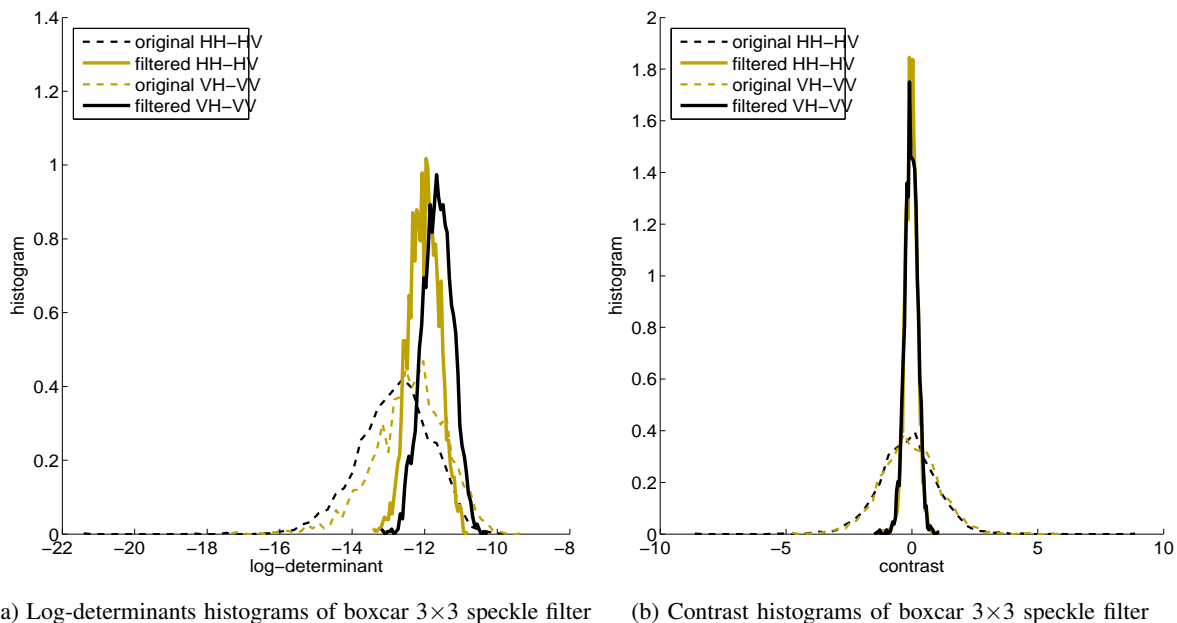 1.4
1.2
1
0.8
0.6
0.4
0.2
0
histogram
original HH−HV
filtered HH−HV
original VH−VV
filtered VH−VV
−22 −20 −18 −16 −14 −12 −10 −8
log−determinant
a) Log-determinants histograms of boxcar 3×3 speckle filter
2
1.8
1.6
1.4
1.2
1
0.8
0.6
0.4
0.2
0
histogram
original HH−HV
filtered HH−HV
original VH−VV
filtered VH−VV
−10 −5 0 5 10
contrast
(b) Contrast histograms of boxcar 3×3 speckle filter